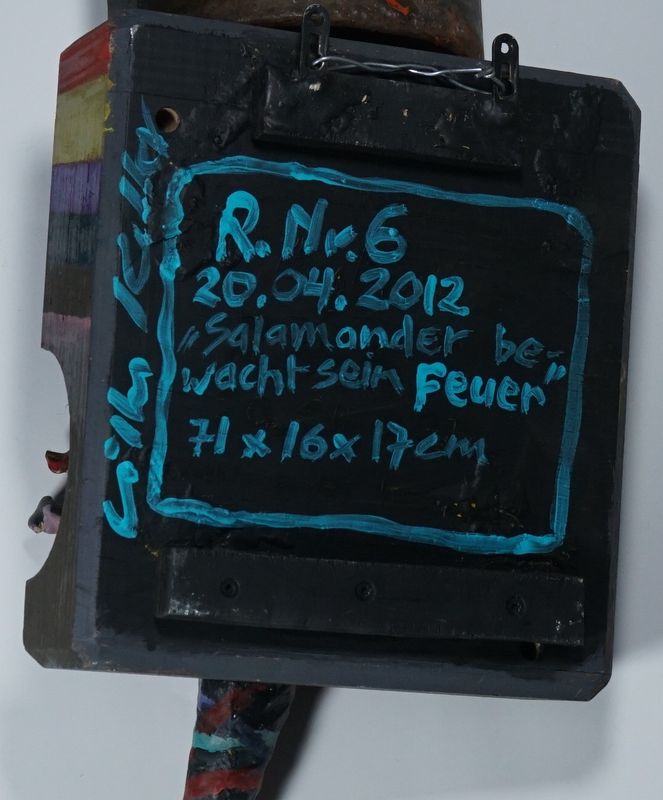 R. Nr. 6
20.04.2012
„Salamander be-
wacht sein Feuer"
71 x 16 x 17 cm